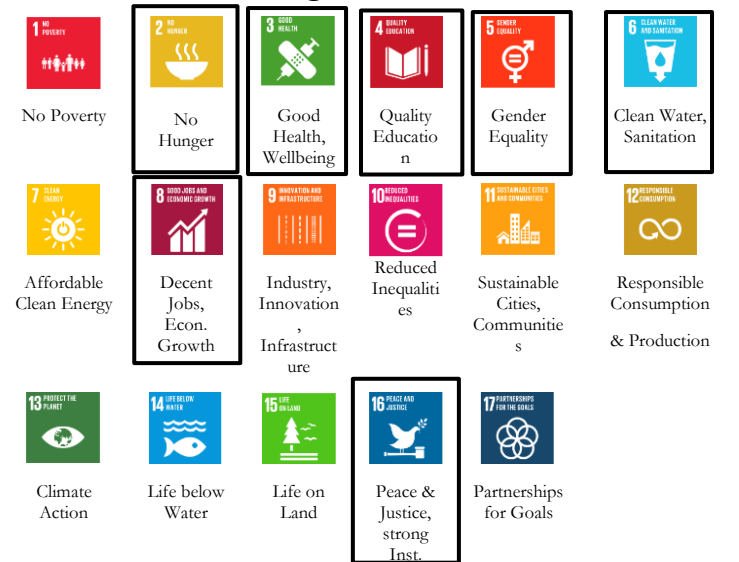 1 NO POVERTY
2 NO HUNGER
3 GOOD HEALTH
4 QUALITY EDUCATION
5 GENDER EQUALITY
6 CLEAN WATER AND SANITATION
No Poverty
No
Hunger
Good
Health,
Wellbeing
Quality
Educatio
n
Gender
Equality
Clean Water,
Sanitation
7 CLEAN ENERGY
8 GOOD JOBS AND ECONOMIC GROWTH
9 INNOVATION AND INFRASTRUCTURE
10 REDUCED INEQUALITIES
11 SUSTAINABLE CITIES AND COMMUNITIES
12 RESPONSIBLE CONSUMPTION
Affordable
Clean Energy
Decent
Jobs,
Econ.
Growth
Industry,
Innovation
,
Infrastruct
ure
Reduced
Inequaliti
es
Sustainable
Cities,
Communitie
s
Responsible
Consumption
& Production
13 PROTECT THE PLANET
14 LIFE BELOW WATER
15 LIFE ON LAND
16 PEACE AND JUSTICE
17 PARTNERSHIPS FOR THE GOALS
Climate
Action
Life below
Water
Life on
Land
Peace &
Justice,
strong
Inst.
Partnerships
for Goals